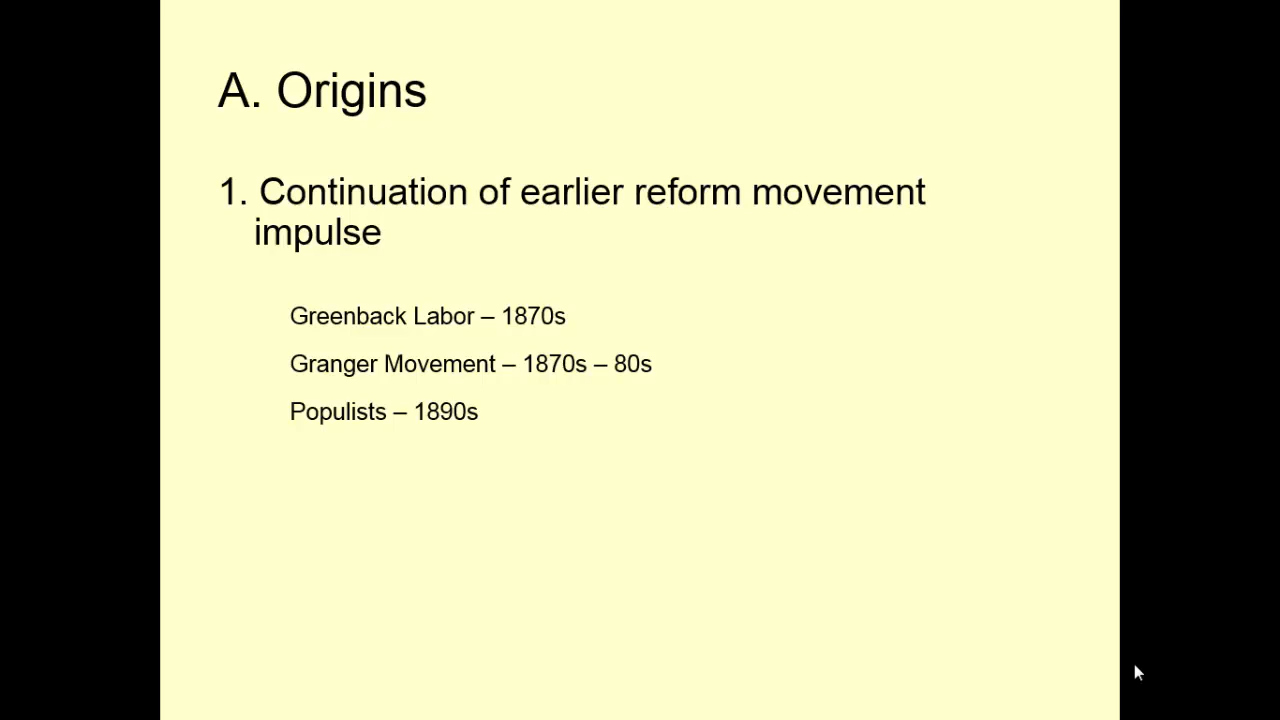 A. Origins
1. Continuation of earlier reform movement
impulse
Greenback Labor – 1870s
Granger Movement – 1870s – 80s
Populists – 1890s